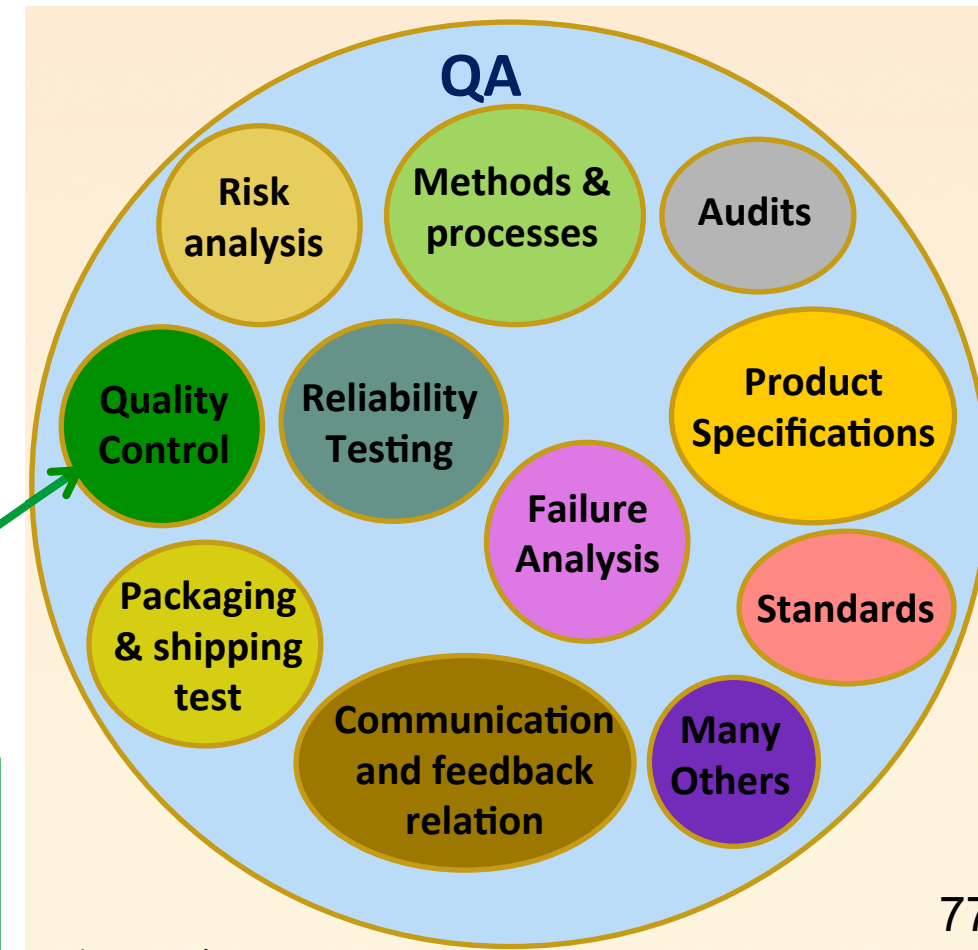 QA
Risk
analysis
Methods &
processes
Audits
Quality
Control
Reliability
Testing
Product
Specifications
Failure
Analysis
Packaging
& shipping
test
Standards
Communication
and feedback
relation
Many
Others
77